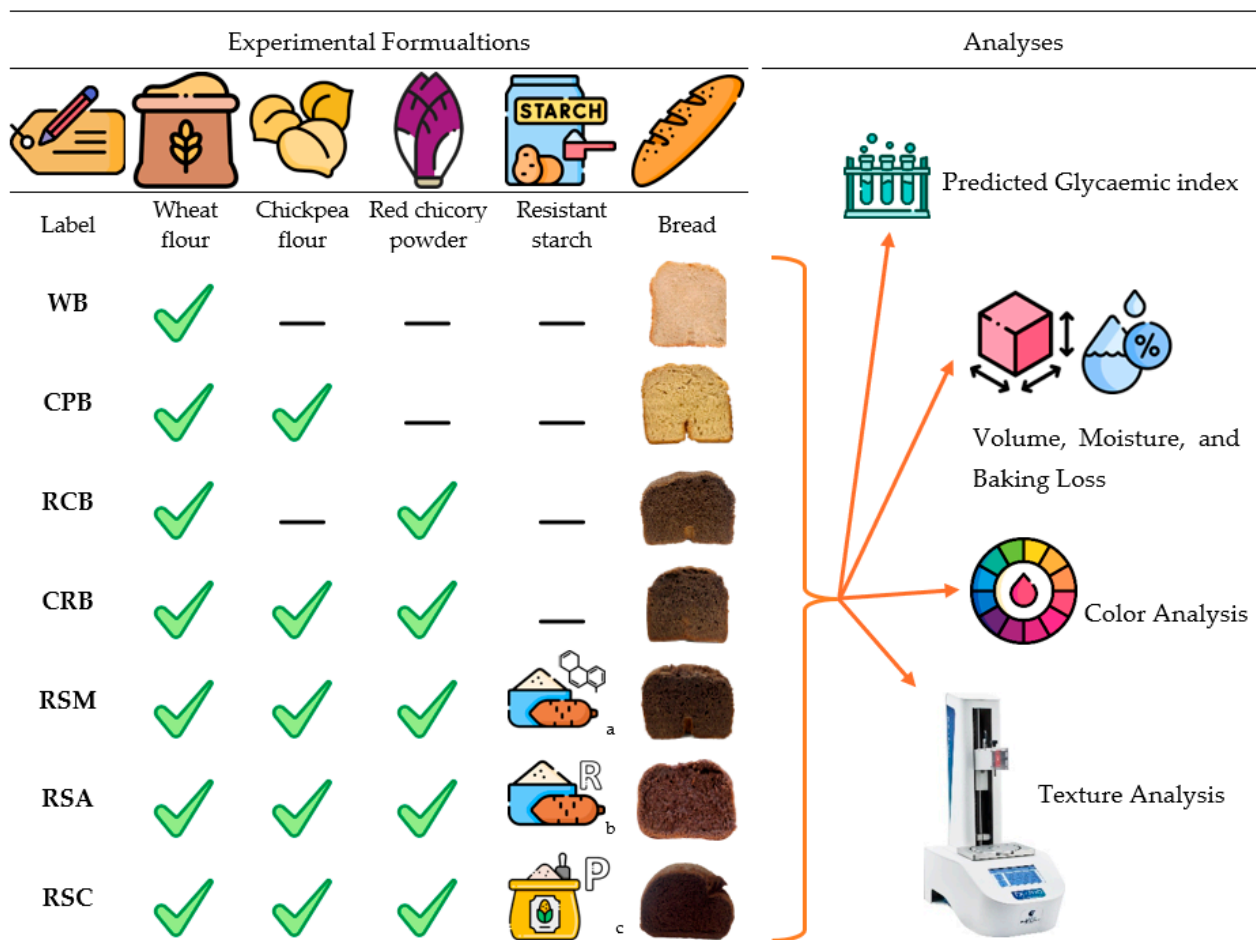 Experimental Formualtions
Analyses
STARCH
Label
Wheat
flour
Chickpea
flour
Red chicory
powder
Resistant
starch
Bread
Predicted Glycaemic index
WB
%
CPB
Volume, Moisture, and
Baking Loss
RCB
CRB
Color Analysis
RSM
a
RSA
R
b
Texture Analysis
RSC
P
c